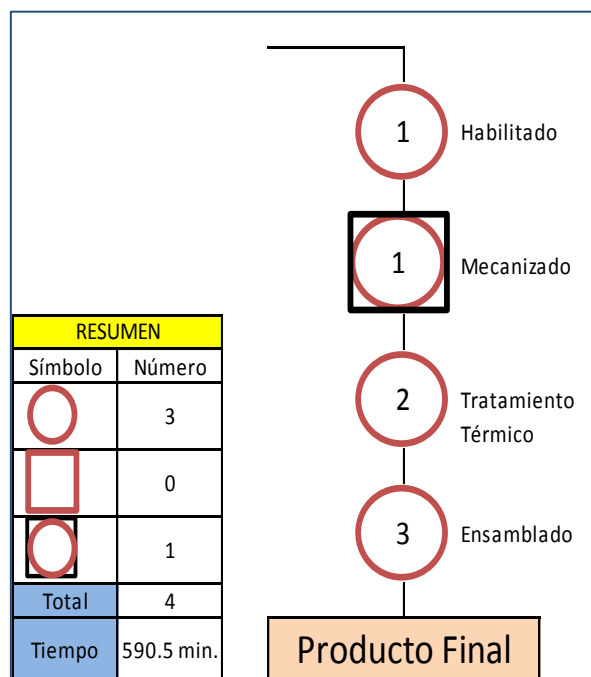 1 Habilitado
1 Mecanizado
2 Tratamiento
Térmico
3 Ensamblado
Producto Final
RESUMEN
Símbolo Número
3
0
1
Total 4
Tiempo 590.5 min.